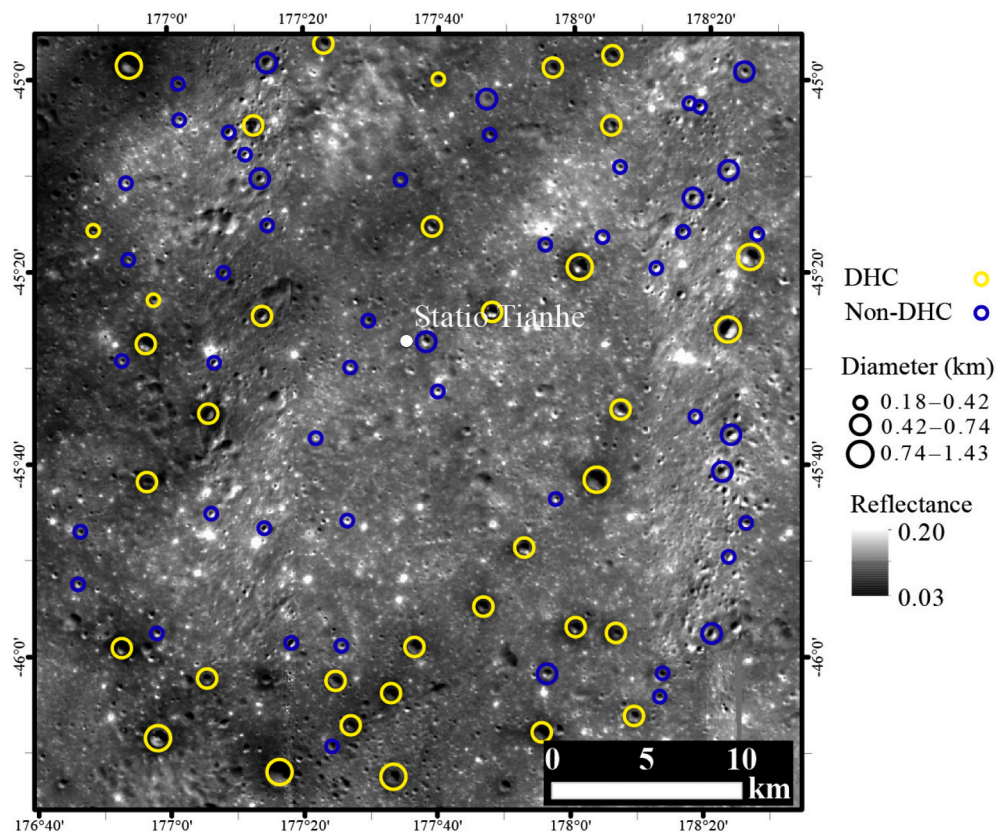 177°0' 177°20' 177°40' 178°0' 178°20'
-45°0'
-45°20'
-45°40'
-46°0'
Statio Tianhe
-45°0'
-45°20'
-45°40'
-46°0'
DHC
Non-DHC
Diameter (km)
0.18–0.42
0.42–0.74
0.74–1.43
Reflectance
0.20
0.03
0 5 10
km
176°40' 177°0' 177°20' 177°40' 178°0' 178°20'